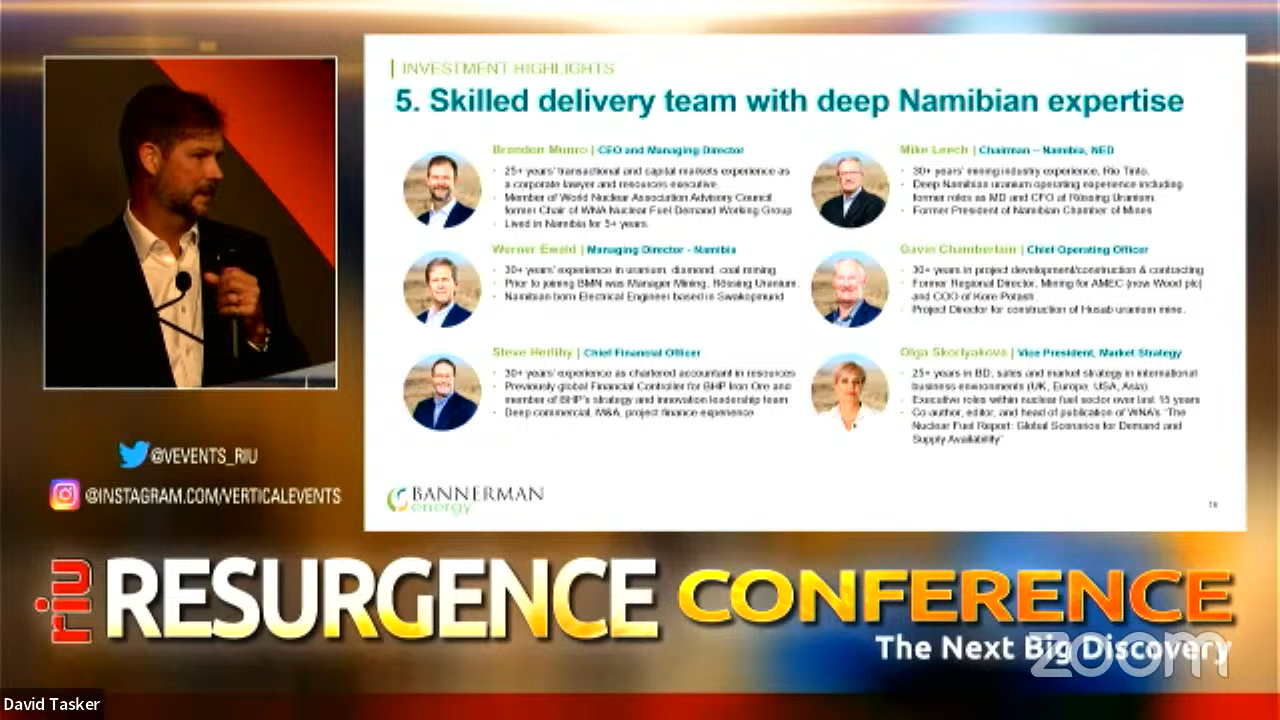 INVESTMENT HIGHLIGHTS
5. Skilled delivery team with deep Namibian expertise
Brandon Munro | CEO and Managing Director
25+ years' transactional and capital markets experience as
a corporate lawyer and resources executive.
Member of World Nuclear Association Advisory Council
former Chair of WNA Nuclear Fuel Demand Working Group
Lived in Namibia for 5+ years.
Mike Leech | Chairman – Namibia, NED
30+ years' mining industry experience, Rio Tinto.
Deep Namibian uranium operating experience including
former roles as MD and CFO at Rössing Uranium.
Former President of Namibian Chamber of Mines
Werner Ewald | Managing Director - Namibia
30+ years' experience in uranium, diamond, coal mining
Prior to joining BMN was Manager Mining, Rössing Uranium.
Namibian born Electrical Engineer based in Swakopmund
Gavin Chamberlain | Chief Operating Officer
30+ years in project development/construction & contracting
Former Regional Director, Mining for AMEC (now Wood plc)
and COO of Kore Potash.
Project Director for construction of Husab uranium mine.
Steve Herlihy | Chief Financial Officer
30+ years' experience as chartered accountant in resources
Previously global Financial Controller for BHP Iron Ore and
member of BHP's strategy and innovation leadership team
Deep commercial, M&A, project finance experience
Olga Skorlyakova | Vice President, Market Strategy
25+ years in BD, sales and market strategy in international
business environments (UK, Europe, USA, Asia)
Executive roles within nuclear fuel sector over last 15 years
Co-author, editor, and head of publication of WNA's "The
Nuclear Fuel Report: Global Scenarios for Demand and
Supply Availability"
BANNERMAN
energy
16
@VEVENTS_RIU
@INSTAGRAM.COM/VERTICALEVENTS
riu RESURGENCE CONFERENCE
The Next Big Discovery
zoom
David Tasker